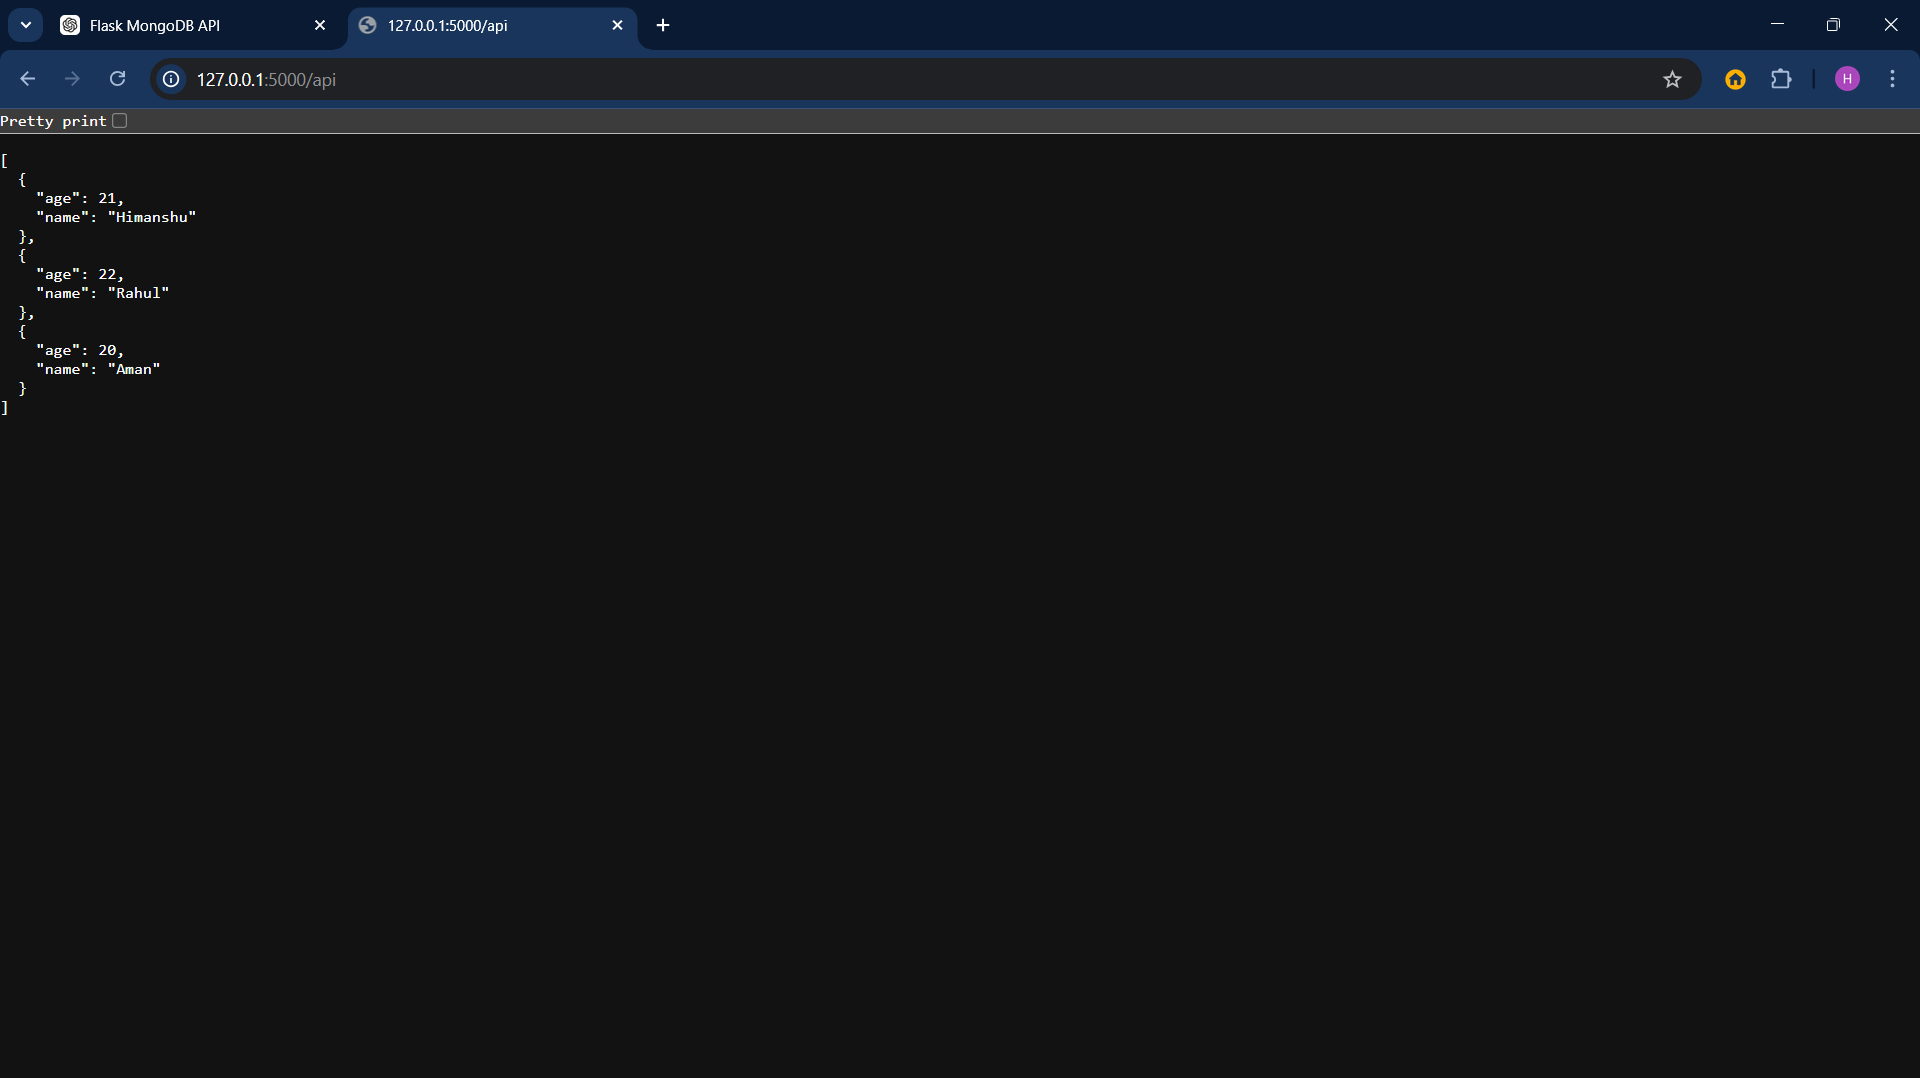 Flask MongoDB API
127.0.0.1:5000/api
127.0.0.1:5000/api
H
Pretty print
[
  {
    "age": 21,
    "name": "Himanshu"
  },
  {
    "age": 22,
    "name": "Rahul"
  },
  {
    "age": 20,
    "name": "Aman"
  }
]